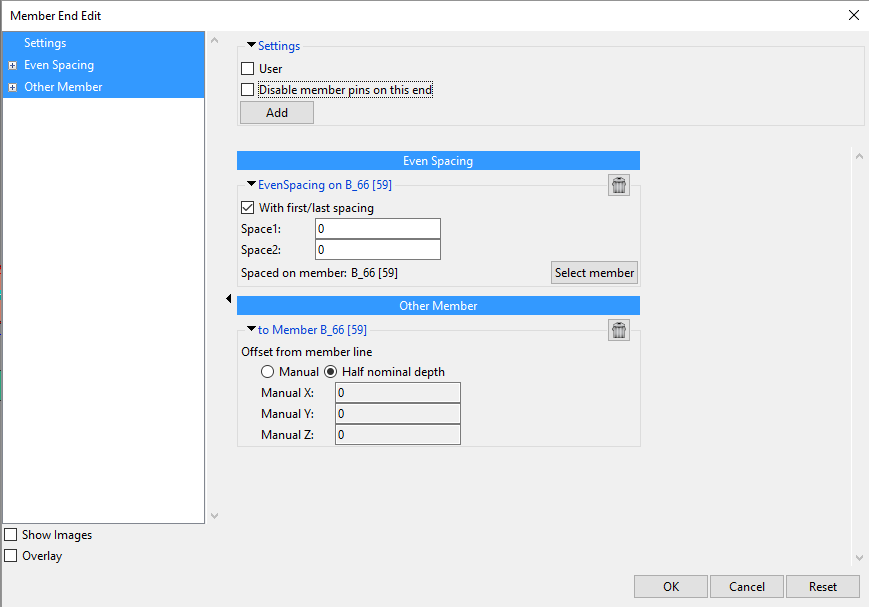 Member End Edit
Settings
Even Spacing
Other Member
Show Images
Overlay
Settings
User
Disable member pins on this end
Add
Even Spacing
EvenSpacing on B_66 [59]
With first/last spacing
Space1: 0
Space2: 0
Spaced on member: B_66 [59] Select member
Other Member
to Member B_66 [59]
Offset from member line
Manual Half nominal depth
Manual X: 0
Manual Y: 0
Manual Z: 0
OK Cancel Reset